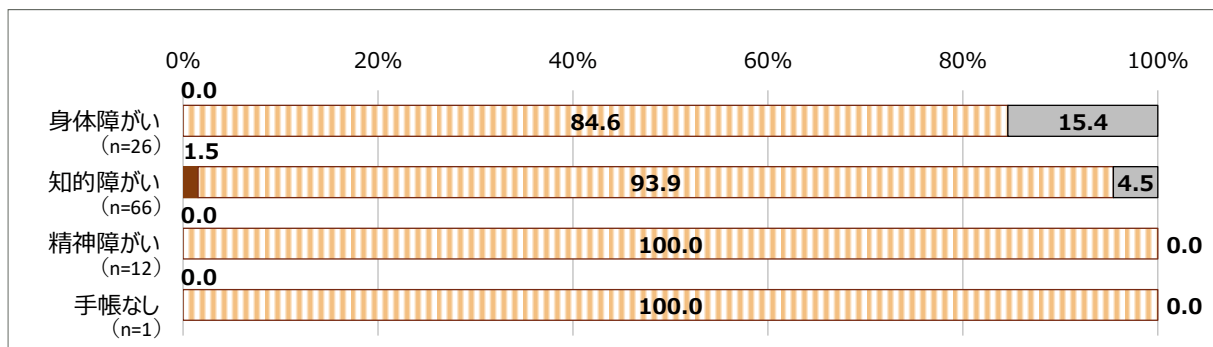 0% 20% 40% 60% 80% 100%
0.0
身体障がい 84.6 15.4
（n=26）
1.5
知的障がい 93.9 4.5
（n=66）
0.0
精神障がい 100.0 0.0
（n=12）
0.0
手帳なし 100.0 0.0
（n=1）